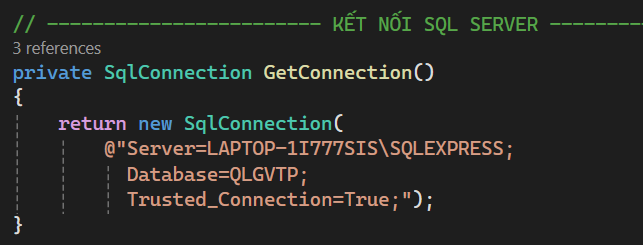 // ------------------------ KẾT NỐI SQL SERVER ---------
3 references
private SqlConnection GetConnection()
{
return new SqlConnection(
@"Server=LAPTOP-1I777SIS\SQLEXPRESS;
Database=QLGVTP;
Trusted_Connection=True;");
}